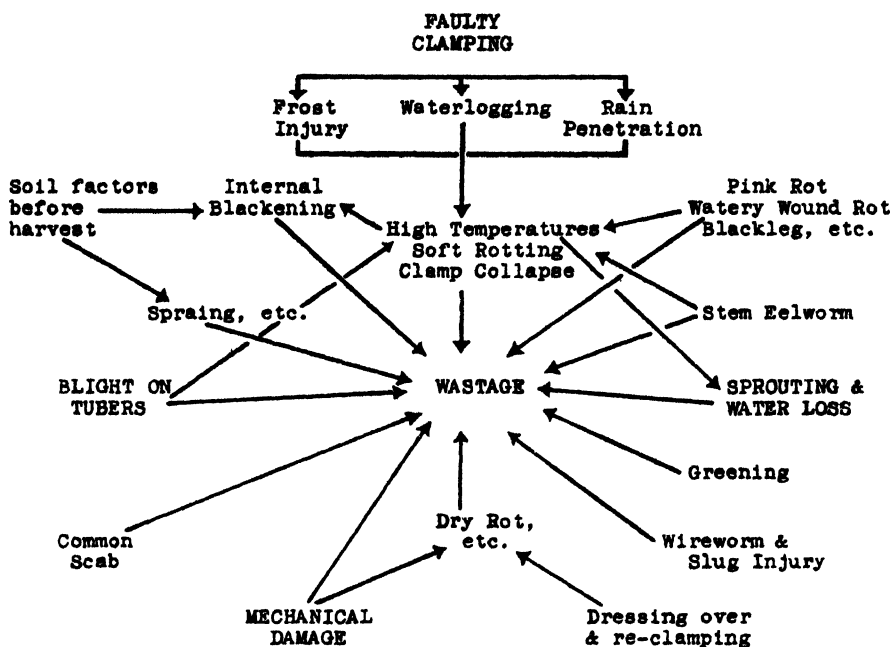 FAULTY
CLAMPING
Frost
Injury
Waterlogging
Rain
Penetration
Soil factors
before
harvest
Internal
Blackening
High Temperatures
Soft Rotting
Clamp Collapse
Pink Rot
Watery Wound Rot
Blackleg, etc.
Spraing, etc.
Stem Eelworm
BLIGHT ON
TUBERS
WASTAGE
SPROUTING &
WATER LOSS
Greening
Common
Scab
Dry Rot,
etc.
Wireworm &
Slug Injury
MECHANICAL
DAMAGE
Dressing over
& re-clamping